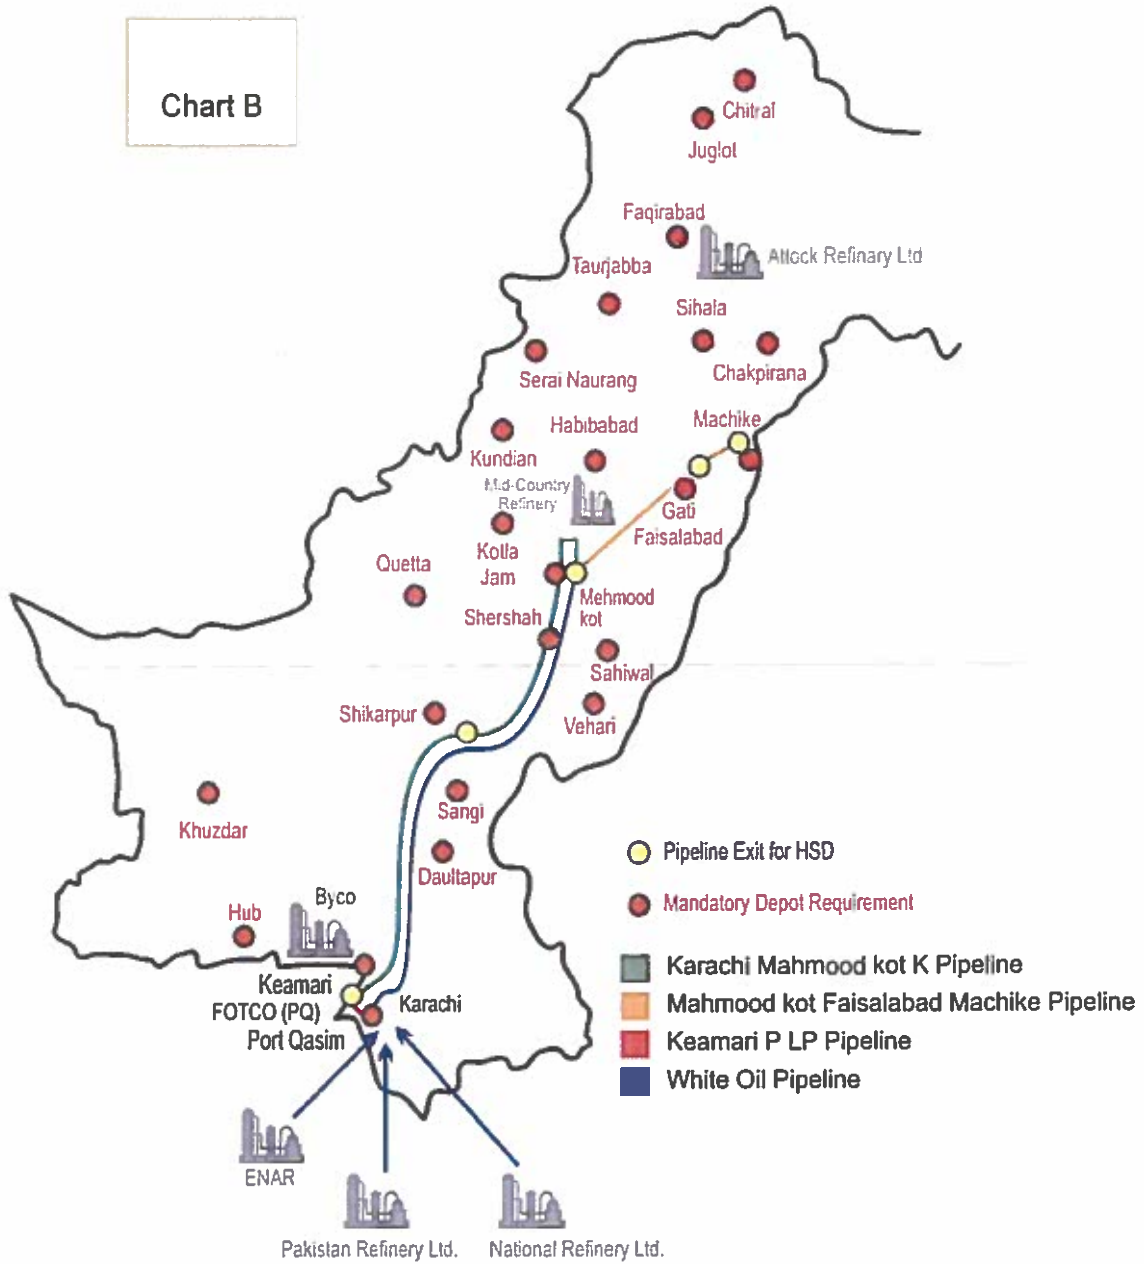 Chart B
Chitral
Juglot
Faqirabad
Attock Refinary Ltd
Taurjabba
Sihala
Serai Naurang
Chakpirana
Habibabad
Machike
Kundian
Mid-Country
Refinery
Gati
Faisalabad
Kotla
Jam
Quetta
Mehmood
kot
Shershah
Sahiwal
Shikarpur
Vehari
Sangi
Khuzdar
Daultapur
Pipeline Exit for HSD
Mandatory Depot Requirement
Byco
Hub
Karachi Mahmood kot K Pipeline
Keamari
Mahmood kot Faisalabad Machike Pipeline
FOTCO (PQ)
Karachi
Port Qasim
Keamari P LP Pipeline
White Oil Pipeline
ENAR
Pakistan Refinery Ltd.
National Refinery Ltd.